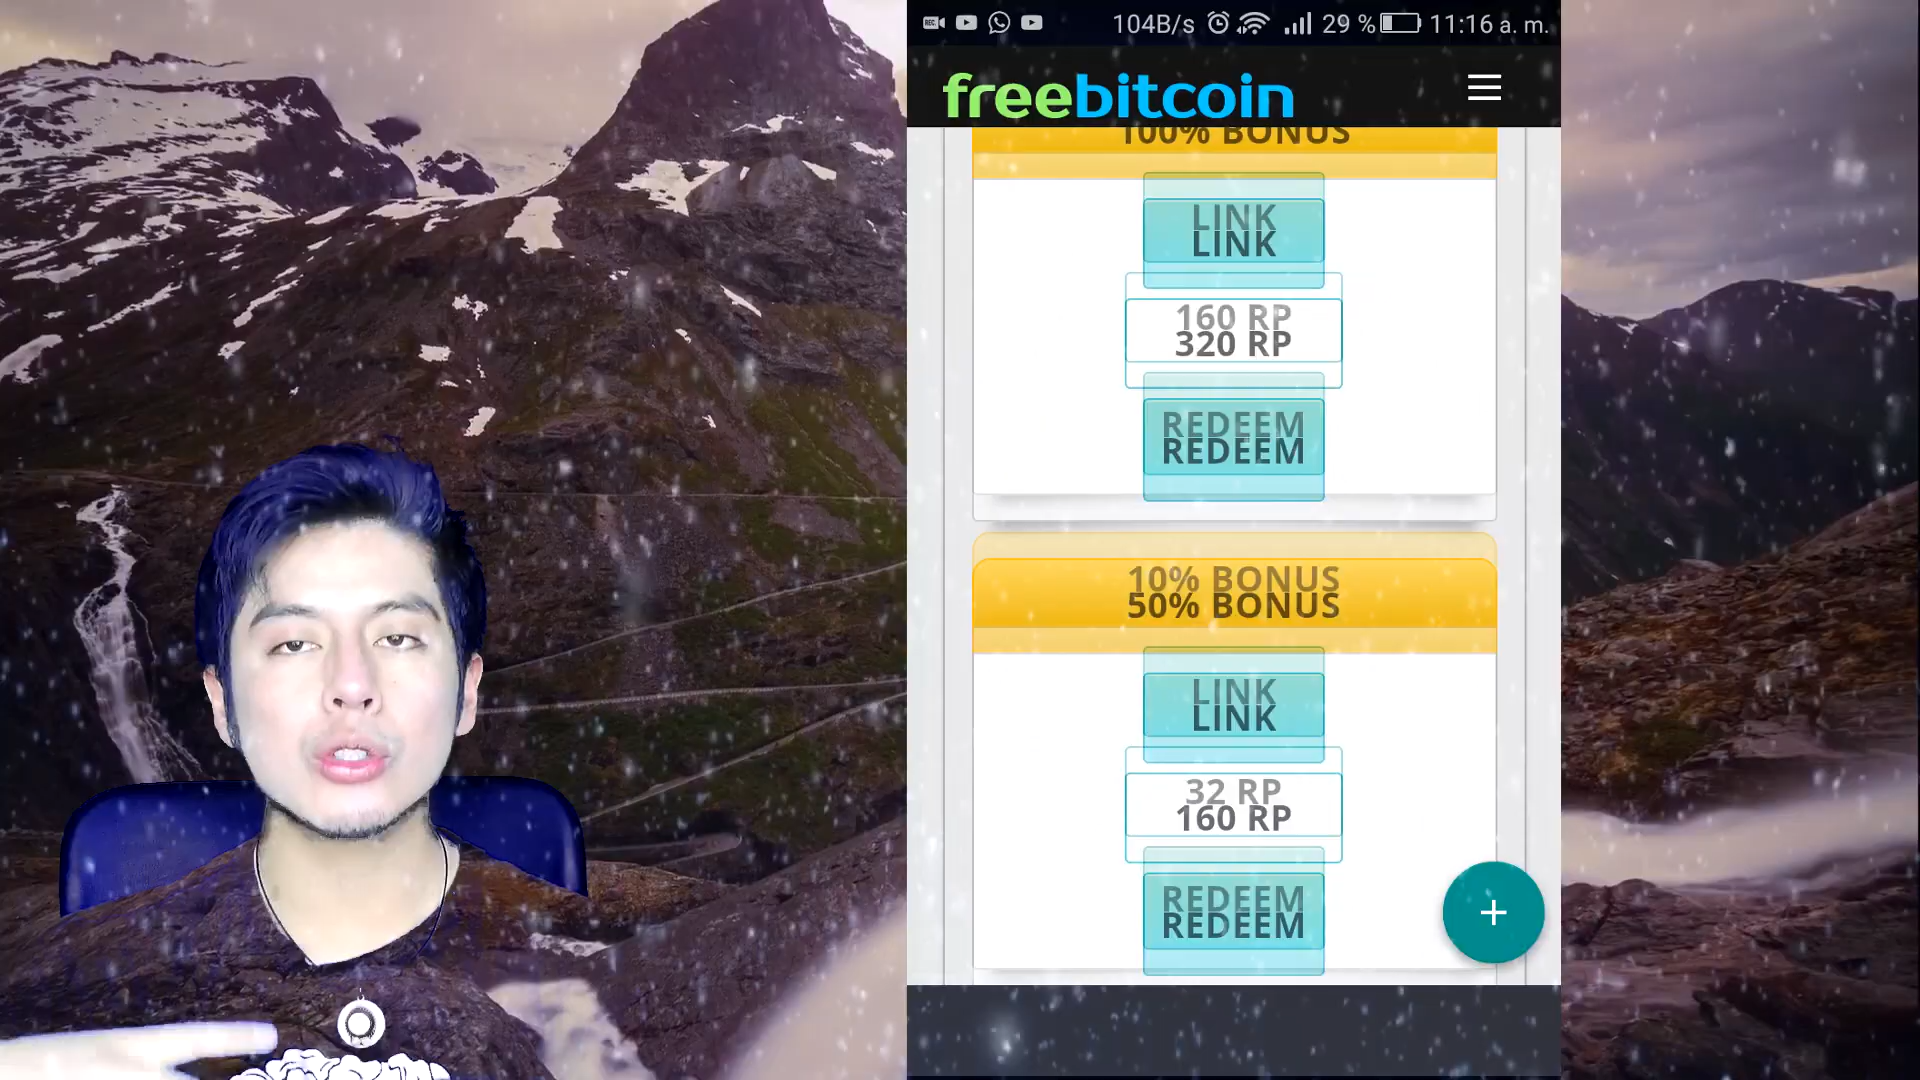 REC
104B/s 29 % 11:16 a. m.
freebitcoin
100% BONUS
LINK
LINK
160 RP
320 RP
REDEEM
REDEEM
10% BONUS
50% BONUS
LINK
LINK
32 RP
160 RP
REDEEM
REDEEM
+